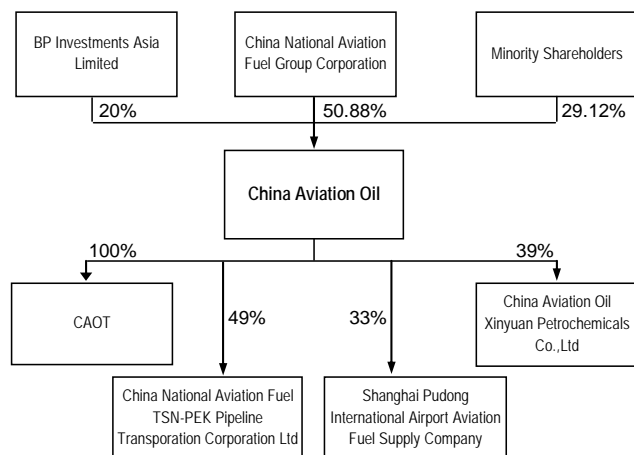 BP Investments Asia
Limited
China National Aviation
Fuel Group Corporation
Minority Shareholders
20%
50.88%
29.12%
China Aviation Oil
100%
39%
CAOT
49%
33%
China Aviation Oil
Xinyuan Petrochemicals
Co.,Ltd
China National Aviation Fuel
TSN-PEK Pipeline
Transporation Corporation Ltd
Shanghai Pudong
International Airport Aviation
Fuel Supply Company